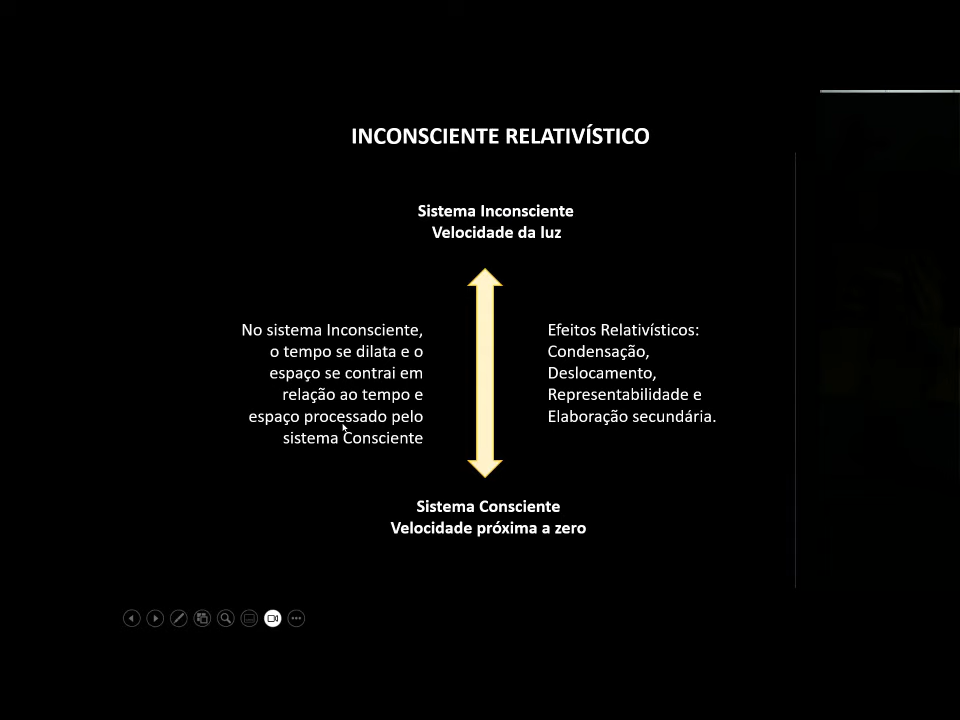 INCONSCIENTE RELATIVÍSTICO
Sistema Inconsciente
Velocidade da luz
No sistema Inconsciente,
o tempo se dilata e o
espaço se contrai em
relação ao tempo e
espaço processado pelo
sistema Consciente
Efeitos Relativísticos:
Condensação,
Deslocamento,
Representabilidade e
Elaboração secundária.
Sistema Consciente
Velocidade próxima a zero